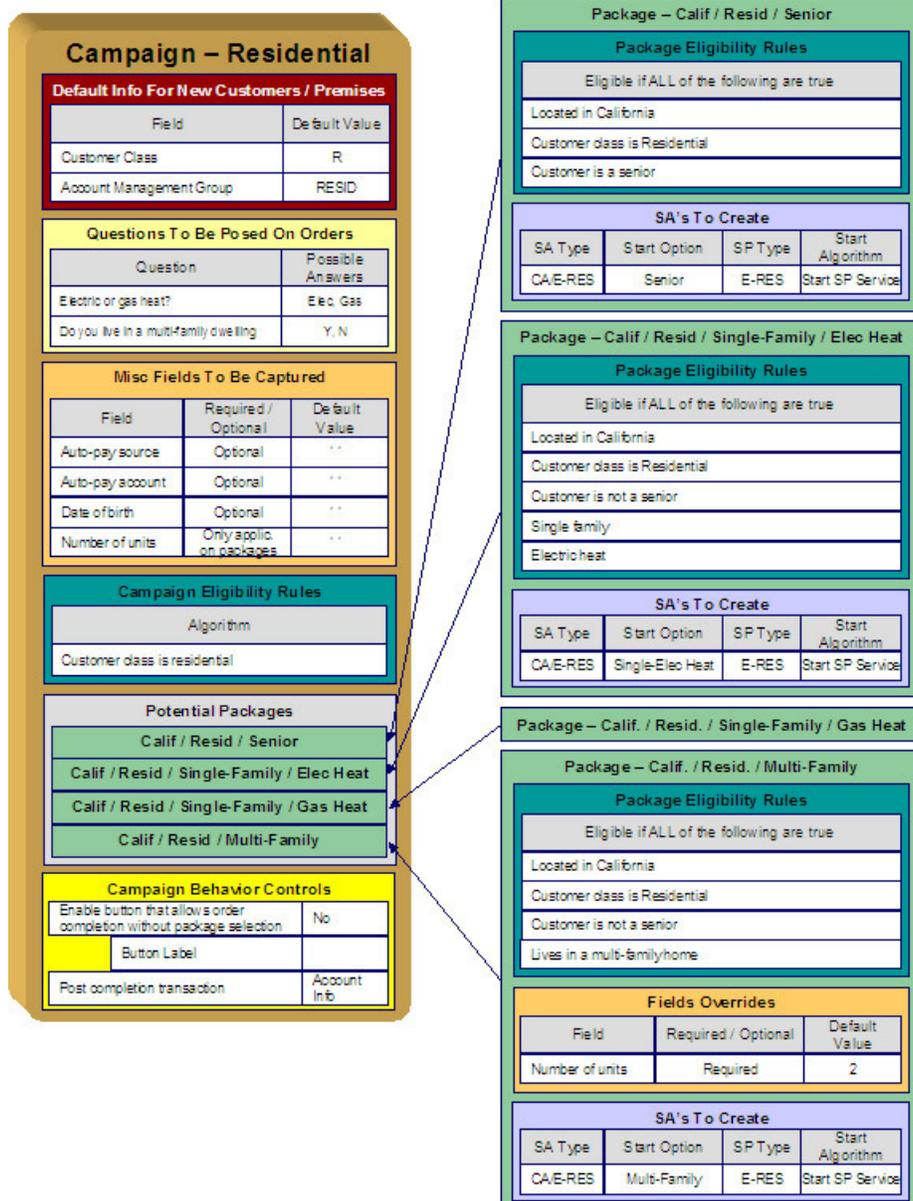 Campaign – Residential
Default Info For New Customers / Premises
Field Default Value
Customer Class R
Account Management Group RESID
Questions To Be Posed On Orders
Question Possible Answers
Electric or gas heat? Elec, Gas
Do you live in a multi-family dwelling Y, N
Misc Fields To Be Captured
Field Required / Optional Default Value
Auto-pay source Optional " "
Auto-pay account Optional " "
Date of birth Optional " "
Number of units Only applic. on packages " "
Campaign Eligibility Rules
Algorithm
Customer class is residential
Potential Packages
Calif / Resid / Senior
Calif / Resid / Single-Family / Elec Heat
Calif / Resid / Single-Family / Gas Heat
Calif / Resid / Multi-Family
Campaign Behavior Controls
Enable button that allows order completion without package selection No
Button Label
Post completion transaction Account Info
Package – Calif / Resid / Senior
Package Eligibility Rules
Eligible if ALL of the following are true
Located in California
Customer class is Residential
Customer is a senior
SA's To Create
SA Type Start Option SP Type Start Algorithm
CA/E-RES Senior E-RES Start SP Service
Package – Calif / Resid / Single-Family / Elec Heat
Package Eligibility Rules
Eligible if ALL of the following are true
Located in California
Customer class is Residential
Customer is not a senior
Single family
Electric heat
SA's To Create
SA Type Start Option SP Type Start Algorithm
CA/E-RES Single-Elec Heat E-RES Start SP Service
Package – Calif. / Resid. / Single-Family / Gas Heat
Package – Calif. / Resid. / Multi-Family
Package Eligibility Rules
Eligible if ALL of the following are true
Located in California
Customer class is Residential
Customer is not a senior
Lives in a multi-family home
Fields Overrides
Field Required / Optional Default Value
Number of units Required 2
SA's To Create
SA Type Start Option SP Type Start Algorithm
CA/E-RES Multi-Family E-RES Start SP Service